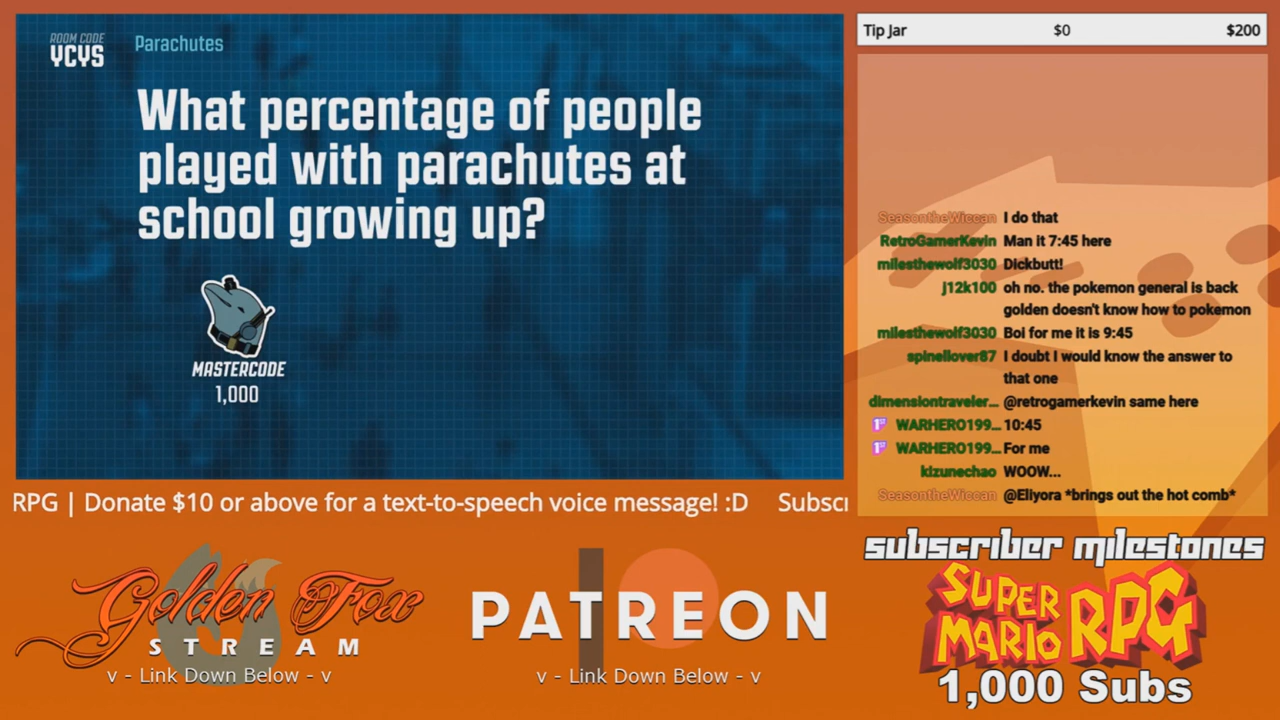 ROOM CODE
YCYS
Parachutes
What percentage of people
played with parachutes at
school growing up?
MASTERCODE
1,000
Tip Jar $0 $200
SeasontheWiccan I do that
RetroGamerKevin Man it 7:45 here
milesthewolf3030 Dickbutt!
j12k100 oh no. the pokemon general is back
golden doesn't know how to pokemon
milesthewolf3030 Boi for me it is 9:45
spinellover87 I doubt I would know the answer to
that one
dimensiontraveler... @retrogamerkevin same here
WARHERO199... 10:45
WARHERO199... For me
kizunechao WOOW...
SeasontheWiccan @Eliyora *brings out the hot comb*
RPG | Donate $10 or above for a text-to-speech voice message! :D Subscr
Golden Fox
STREAM
v - Link Down Below - v
PATREON
v - Link Down Below - v
subscriber milestones
SUPER
MARIO RPG
1,000 Subs